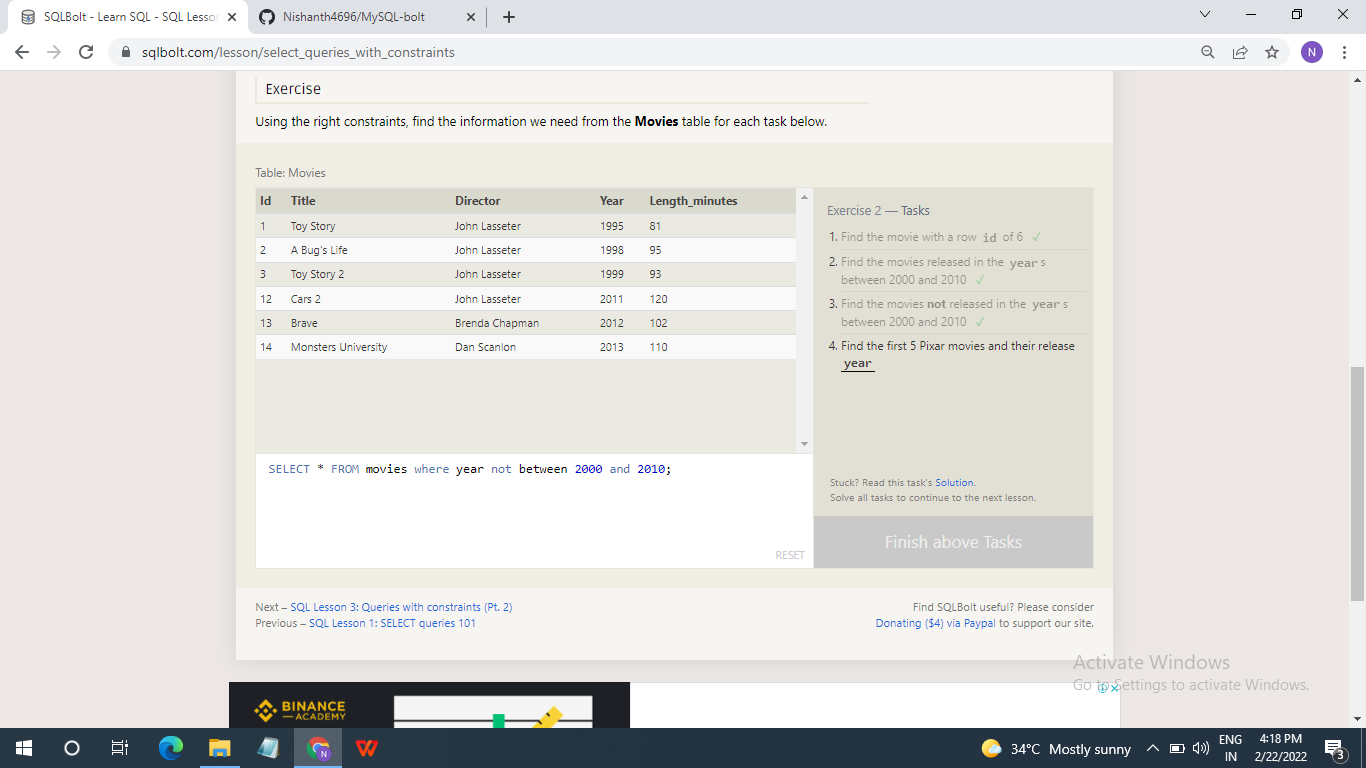 SQLBolt - Learn SQL - SQL Lesso
Nishanth4696/MySQL-bolt
sqlbolt.com/lesson/select_queries_with_constraints
N
Exercise
Using the right constraints, find the information we need from the Movies table for each task below.
Table: Movies
Id Title Director Year Length_minutes
1 Toy Story John Lasseter 1995 81
2 A Bug's Life John Lasseter 1998 95
3 Toy Story 2 John Lasseter 1999 93
12 Cars 2 John Lasseter 2011 120
13 Brave Brenda Chapman 2012 102
14 Monsters University Dan Scanlon 2013 110
SELECT * FROM movies where year not between 2000 and 2010;
RESET
Exercise 2 — Tasks
1. Find the movie with a row id of 6 ✓
2. Find the movies released in the year s
between 2000 and 2010 ✓
3. Find the movies not released in the year s
between 2000 and 2010 ✓
4. Find the first 5 Pixar movies and their release
year
Stuck? Read this task's Solution.
Solve all tasks to continue to the next lesson.
Finish above Tasks
Next – SQL Lesson 3: Queries with constraints (Pt. 2)
Previous – SQL Lesson 1: SELECT queries 101
Find SQLBolt useful? Please consider
Donating ($4) via Paypal to support our site.
Activate Windows
Go to Settings to activate Windows.
BINANCE
ACADEMY
N
W
34°C Mostly sunny
ENG
IN
4:18 PM
2/22/2022
3